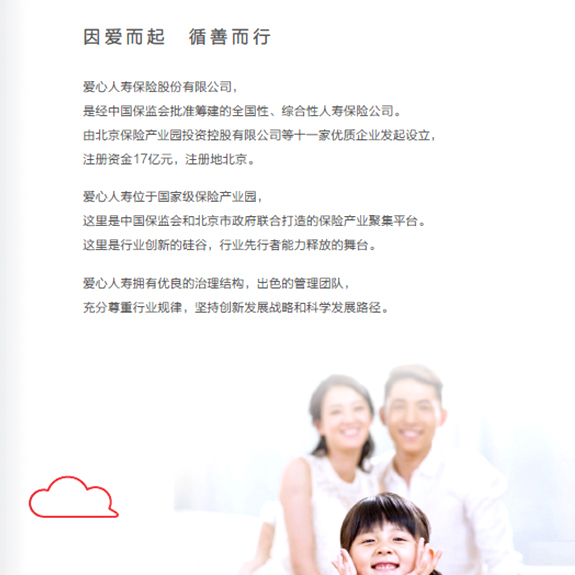 因爱而起 循善而行
爱心人寿保险股份有限公司，
是经中国保监会批准筹建的全国性、综合性人寿保险公司。
由北京保险产业园投资控股有限公司等十一家优质企业发起设立，
注册资金17亿元，注册地北京。
爱心人寿位于国家级保险产业园，
这里是中国保监会和北京市政府联合打造的保险产业聚集平台。
这里是行业创新的硅谷，行业先行者能力释放的舞台。
爱心人寿拥有优良的治理结构，出色的管理团队，
充分尊重行业规律，坚持创新发展战略和科学发展路径。